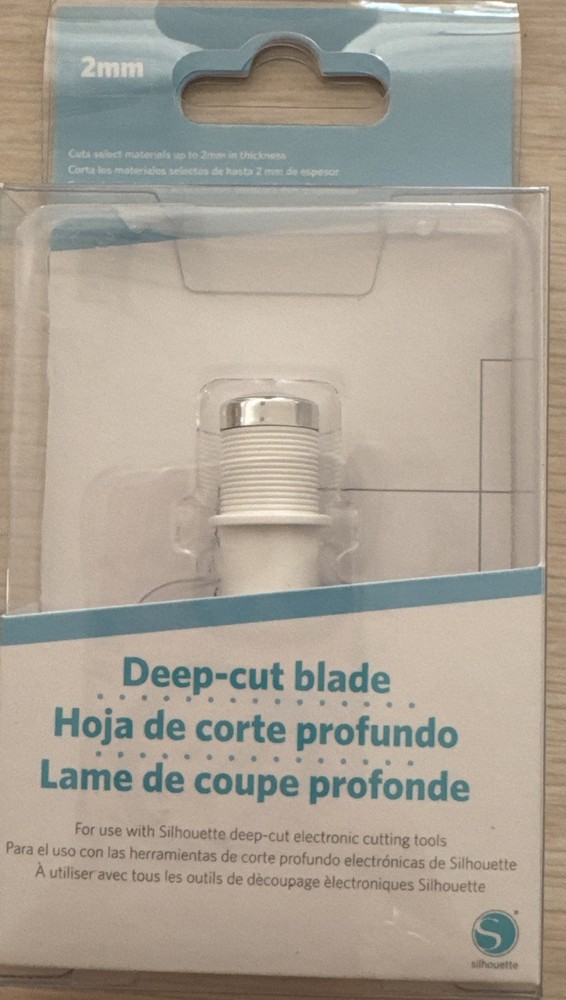 2mm
Cuts select materials up to 2mm in thickness
Corta los materiales selectos de hasta 2 mm de espesor
Deep-cut blade
Hoja de corte profundo
Lame de coupe profonde
For use with Silhouette deep-cut electronic cutting tools
Para el uso con las herramientas de corte profundo electrónicas de Silhouette
À utiliser avec tous les outils de dècoupage èlectroniques Silhouette
S
silhouette